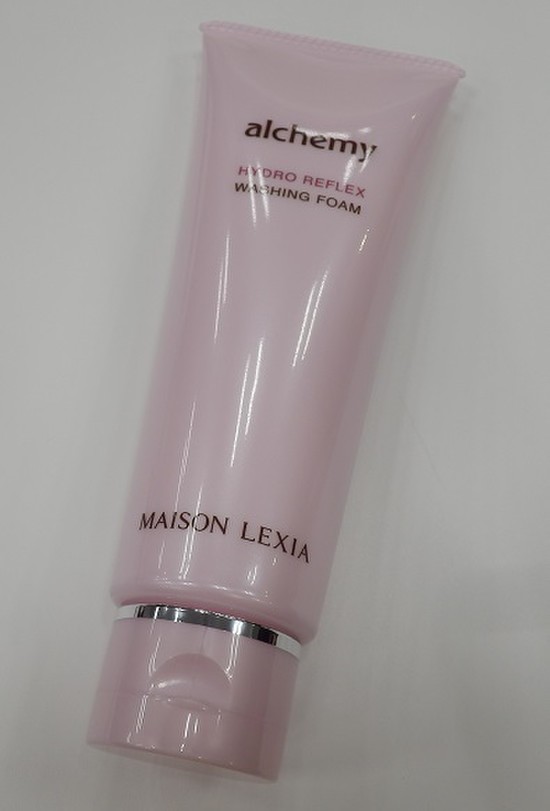 alchemy
HYDRO REFLEX
WASHING FOAM
MAISON LEXIA